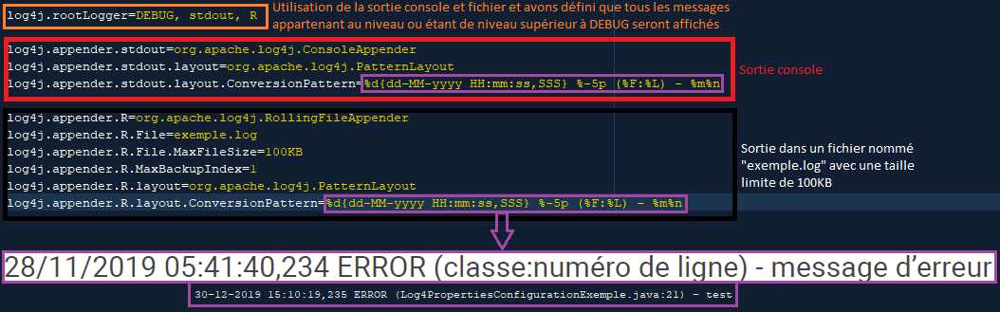 log4j.rootLogger=DEBUG, stdout, R
Utilisation de la sortie console et fichier et avons défini que tous les messages
appartenant au niveau ou étant de niveau supérieur à DEBUG seront affichés
log4j.appender.stdout=org.apache.log4j.ConsoleAppender
log4j.appender.stdout.layout=org.apache.log4j.PatternLayout
log4j.appender.stdout.layout.ConversionPattern=%d{dd-MM-yyyy HH:mm:ss,SSS} %-5p (%F:%L) - %m%n
Sortie console
log4j.appender.R=org.apache.log4j.RollingFileAppender
log4j.appender.R.File=exemple.log
log4j.appender.R.File.MaxFileSize=100KB
log4j.appender.R.MaxBackupIndex=1
log4j.appender.R.layout=org.apache.log4j.PatternLayout
log4j.appender.R.layout.ConversionPattern=%d{dd-MM-yyyy HH:mm:ss,SSS} %-5p (%F:%L) - %m%n
Sortie dans un fichier nommé
"exemple.log" avec une taille
limite de 100KB
28/11/2019 05:41:40,234 ERROR (classe:numéro de ligne) - message d’erreur
30-12-2019 15:10:19,235 ERROR (Log4PropertiesConfigurationExemple.java:21) - test